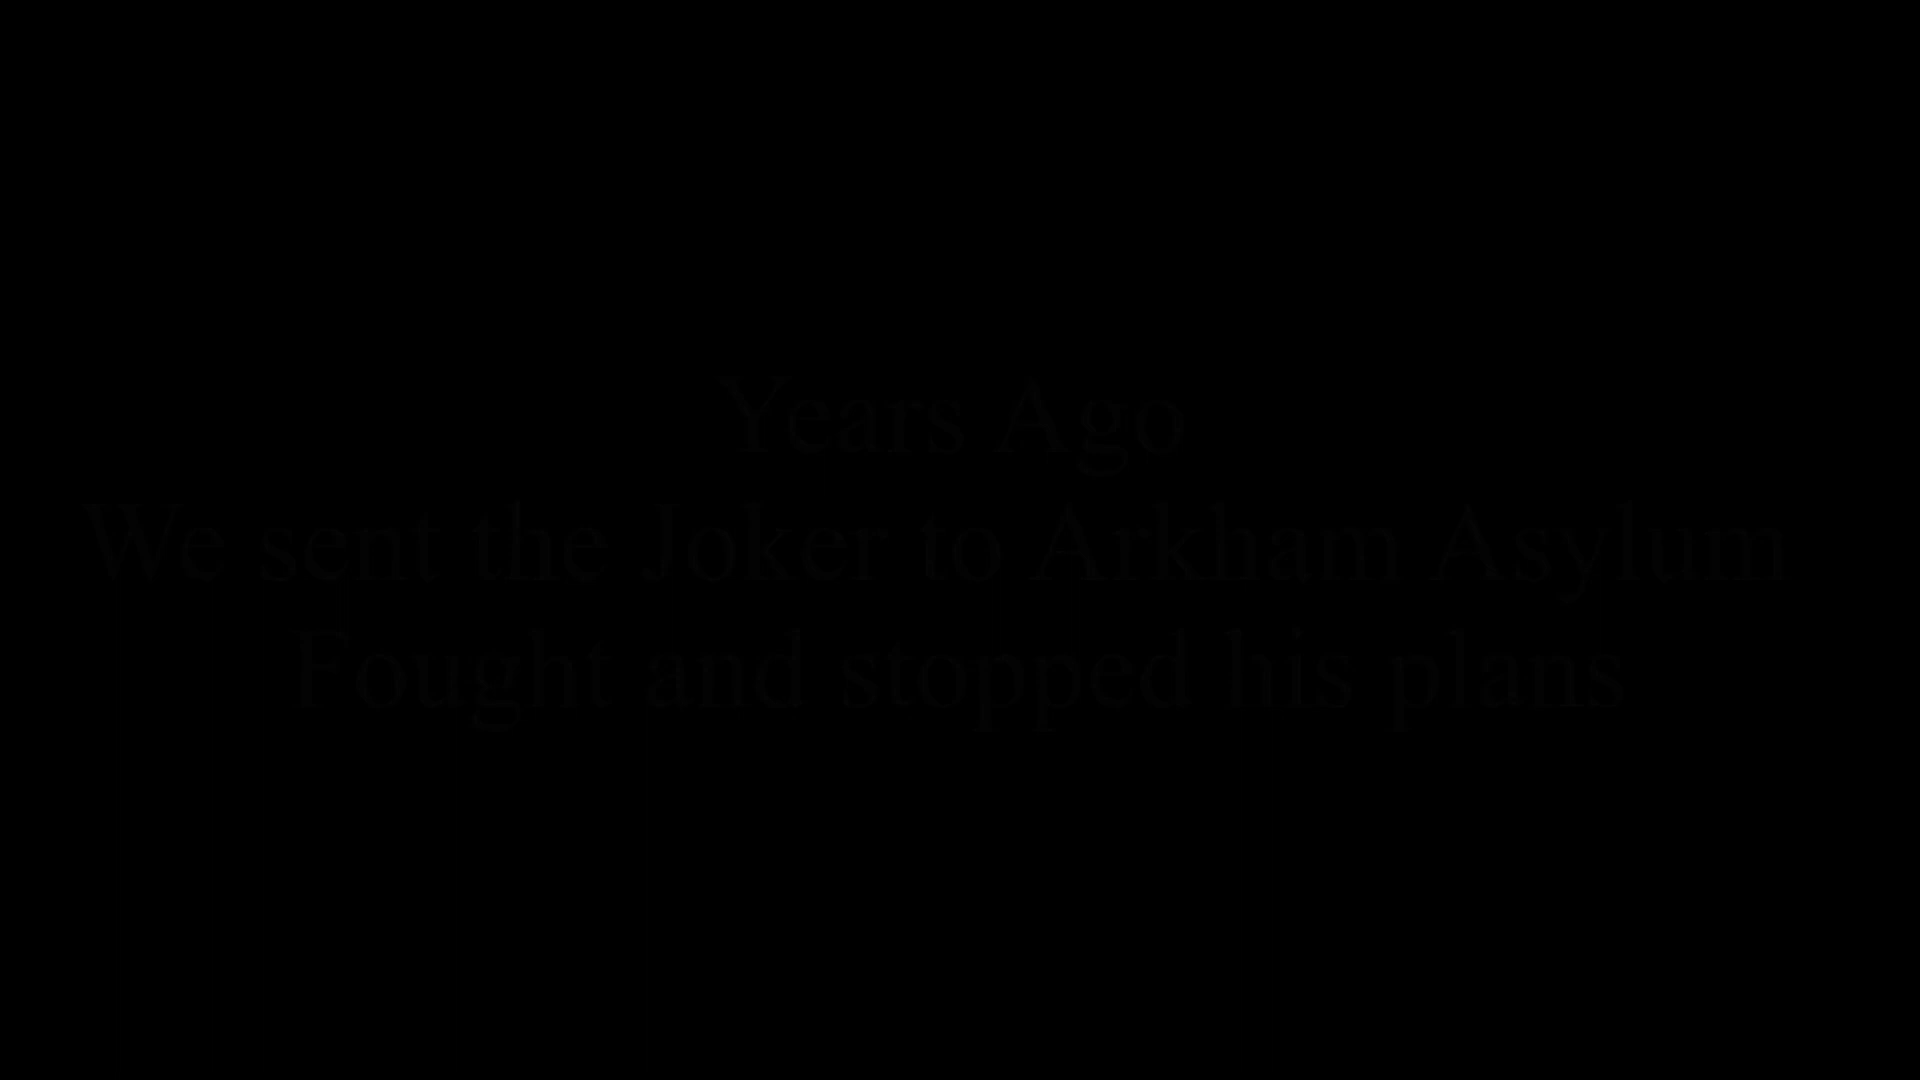 Years Ago
We sent the Joker to Arkham Asylum
Fought and stopped his plans